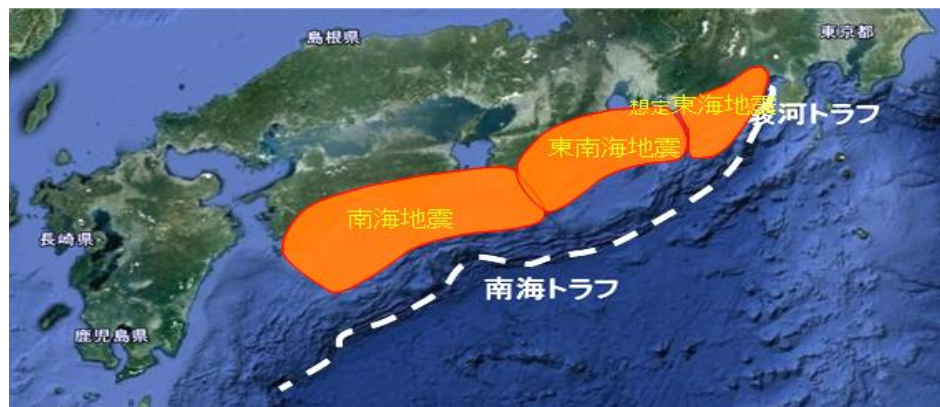 島根県
東京都
想定東海地震
駿河トラフ
東南海地震
南海地震
長崎県
南海トラフ
鹿児島県